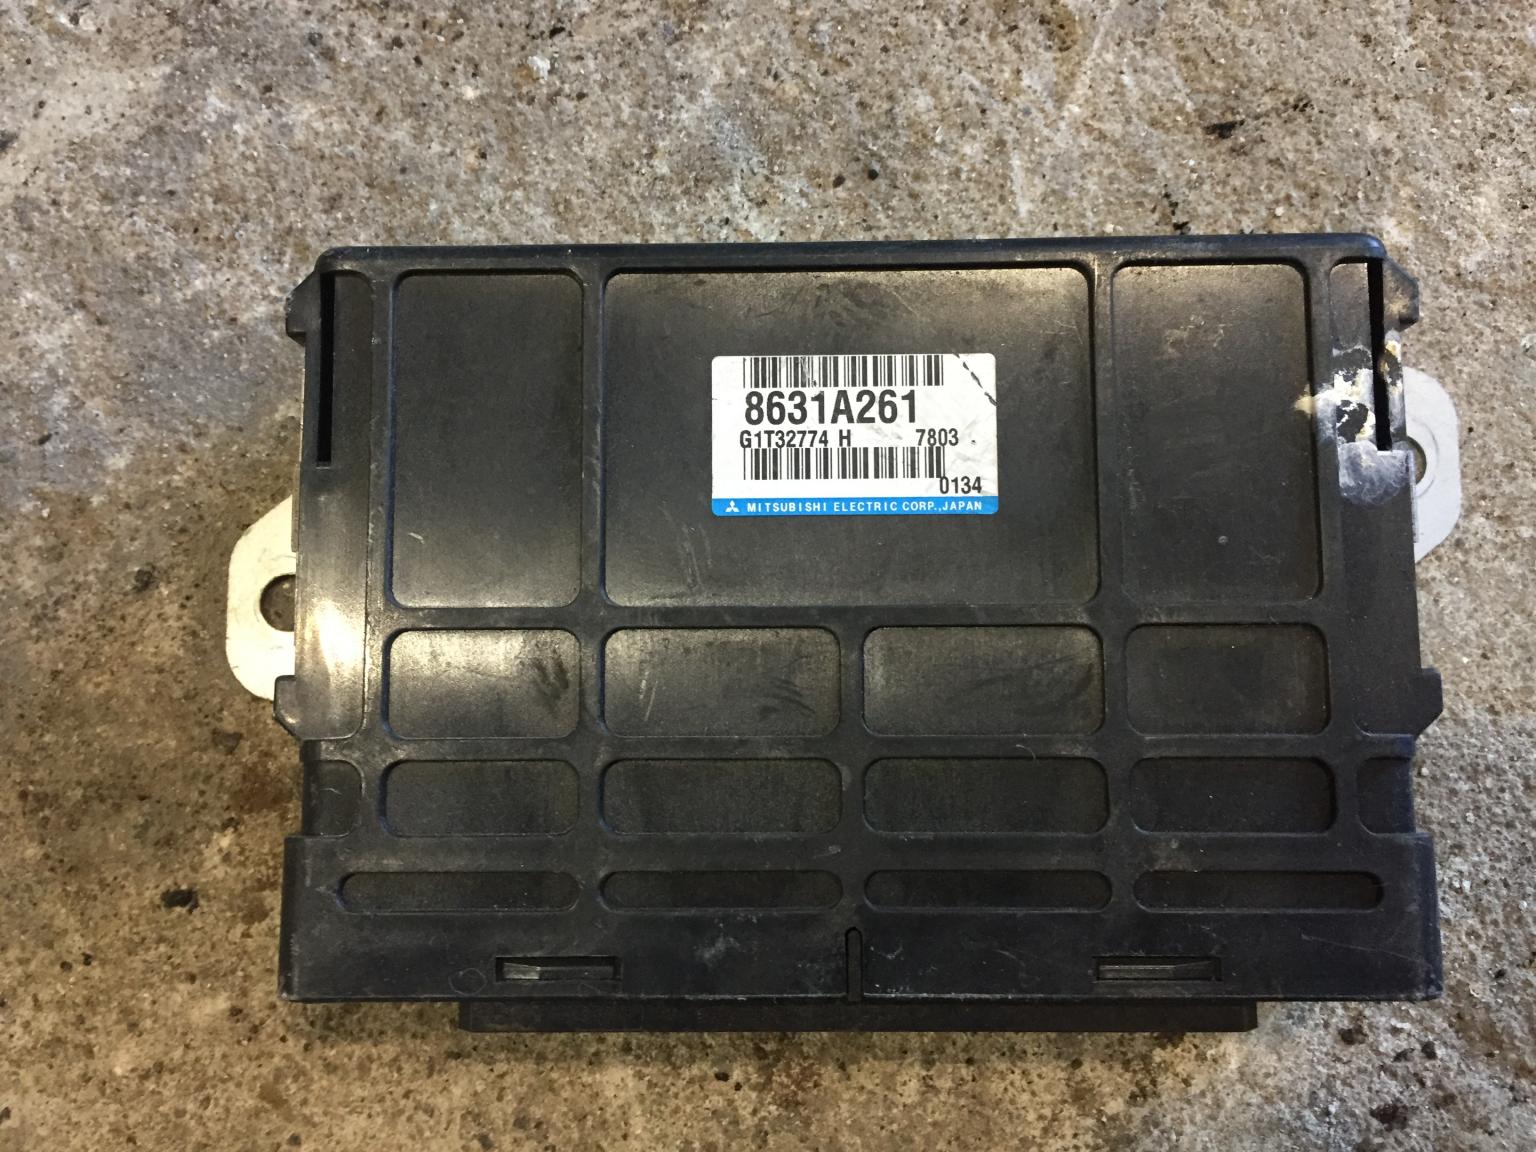 8631A261
G1T32774 H 7803
0134
MITSUBISHI ELECTRIC CORP.,JAPAN